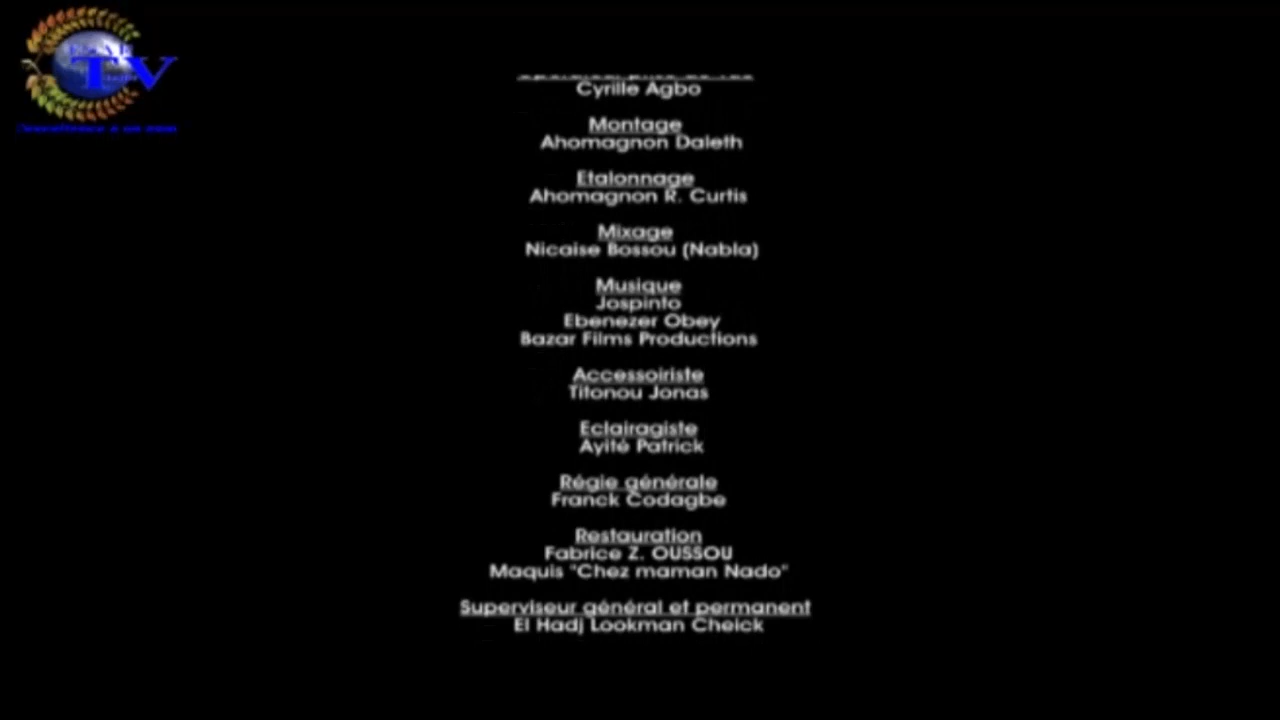 TV
Cyrille Agbo
Montage
Ahomagnon Daleth
Etalonnage
Ahomagnon R. Curtis
Mixage
Nicaise Bossou (Nabla)
Musique
Jospinto
Ebenezer Obey
Bazar Films Productions
Accessoiriste
Titonou Jonas
Eclairagiste
Ayité Patrick
Régie générale
Franck Codagbe
Restauration
Fabrice Z. OUSSOU
Maquis "Chez maman Nado"
Superviseur général et permanent
El Hadj Lookman Cheick